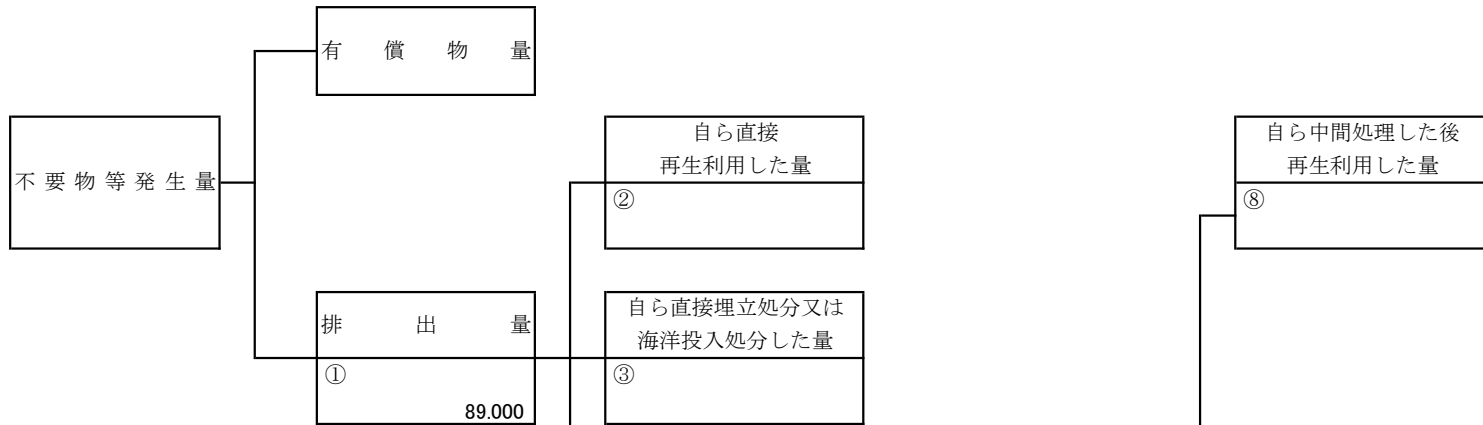 有償物量
自ら直接
再生利用した量
②
自ら中間処理した後
再生利用した量
⑧
不要物等発生量
排出量
①
89.000
自ら直接埋立処分又は
海洋投入処分した量
③